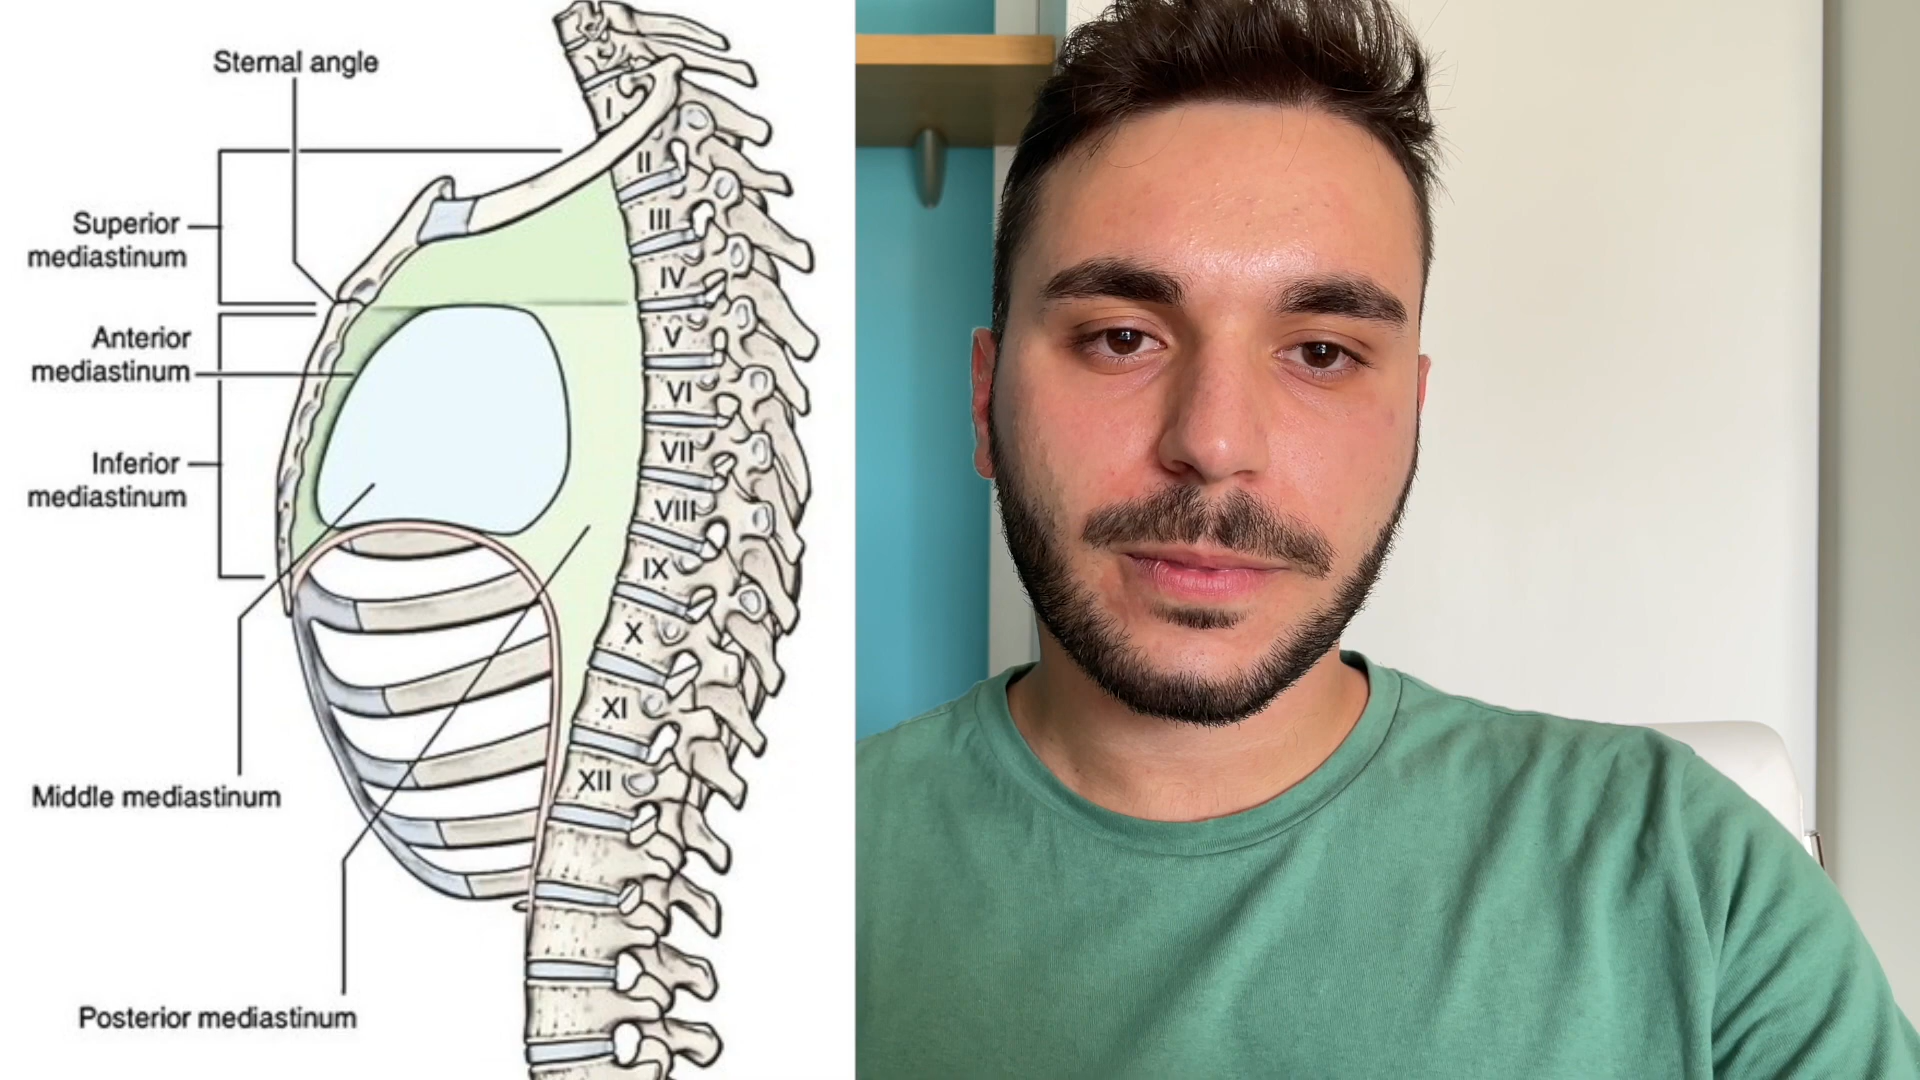 Sternal angle
Superior
mediastinum
Anterior
mediastinum
Inferior
mediastinum
Middle mediastinum
Posterior mediastinum
I
II
III
IV
V
VI
VII
VIII
IX
X
XI
XII